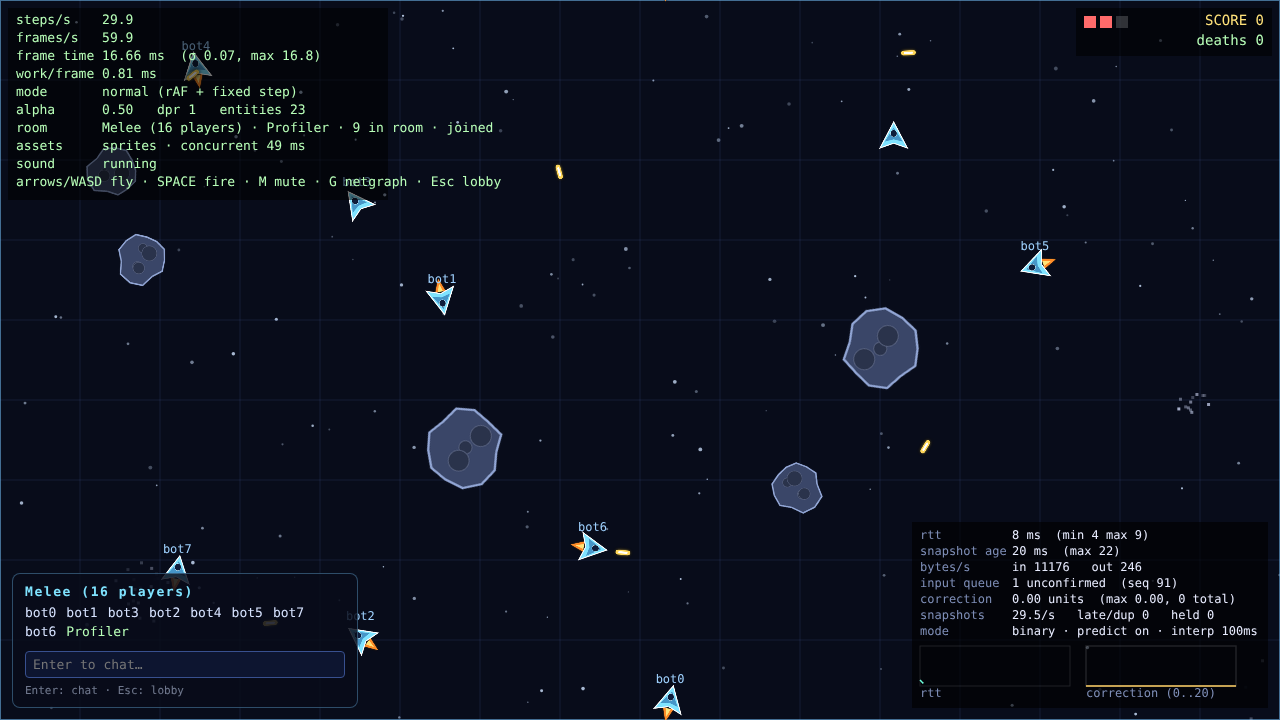 steps/s 29.9
frames/s 59.9
frame time 16.66 ms (σ 0.07, max 16.8)
work/frame 0.81 ms
mode normal (rAF + fixed step)
alpha 0.50 dpr 1 entities 23
room Melee (16 players) · Profiler · 9 in room · joined
assets sprites · concurrent 49 ms
sound running
arrows/WASD fly · SPACE fire · M mute · G netgraph · Esc lobby
SCORE 0
deaths 0
bot4
bot1
bot5
bot6
bot7
bot2
bot0
Melee (16 players)
bot0 bot1 bot3 bot2 bot4 bot5 bot7
bot6 Profiler
Enter to chat…
Enter: chat · Esc: lobby
rtt 8 ms (min 4 max 9)
snapshot age 20 ms (max 22)
bytes/s in 11176 out 246
input queue 1 unconfirmed (seq 91)
correction 0.00 units (max 0.00, 0 total)
snapshots 29.5/s late/dup 0 held 0
mode binary · predict on · interp 100ms
rtt correction (0..20)